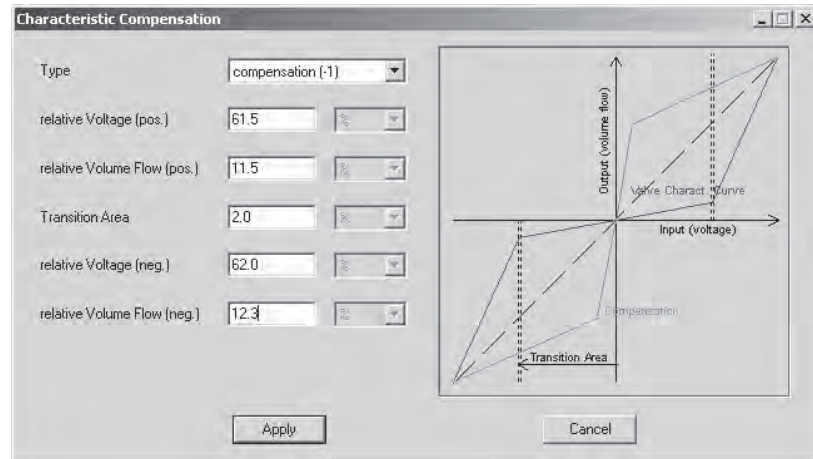 Characteristic Compensation
Type
compensation (-1)
relative Voltage (pos.)
61.5
%
relative Volume Flow (pos.)
11.5
%
Transition Area
2.0
%
relative Voltage (neg.)
62.0
%
relative Volume Flow (neg.)
12.3
%
Output (volume flow)
Valve Charact. Curve
Input (voltage)
Compensation
Transition Area
Apply
Cancel